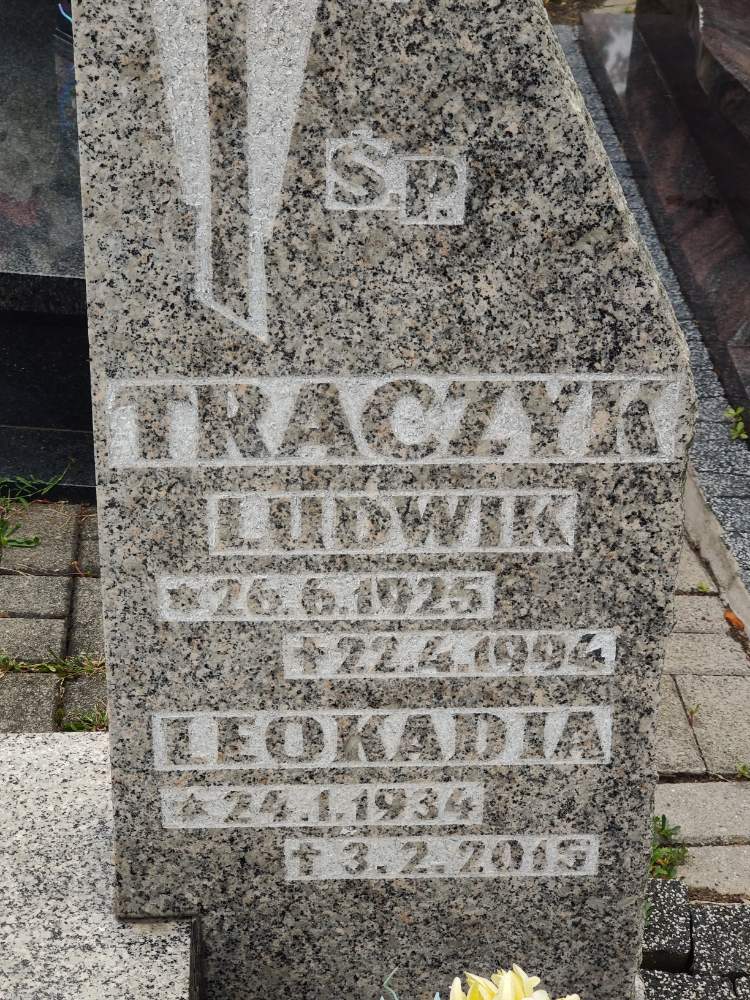 Ś.P.
TRACZYK
LUDWIK
*26.6.1925
†22.4.1994
LEOKADIA
*24.1.1934
†3.2.2015